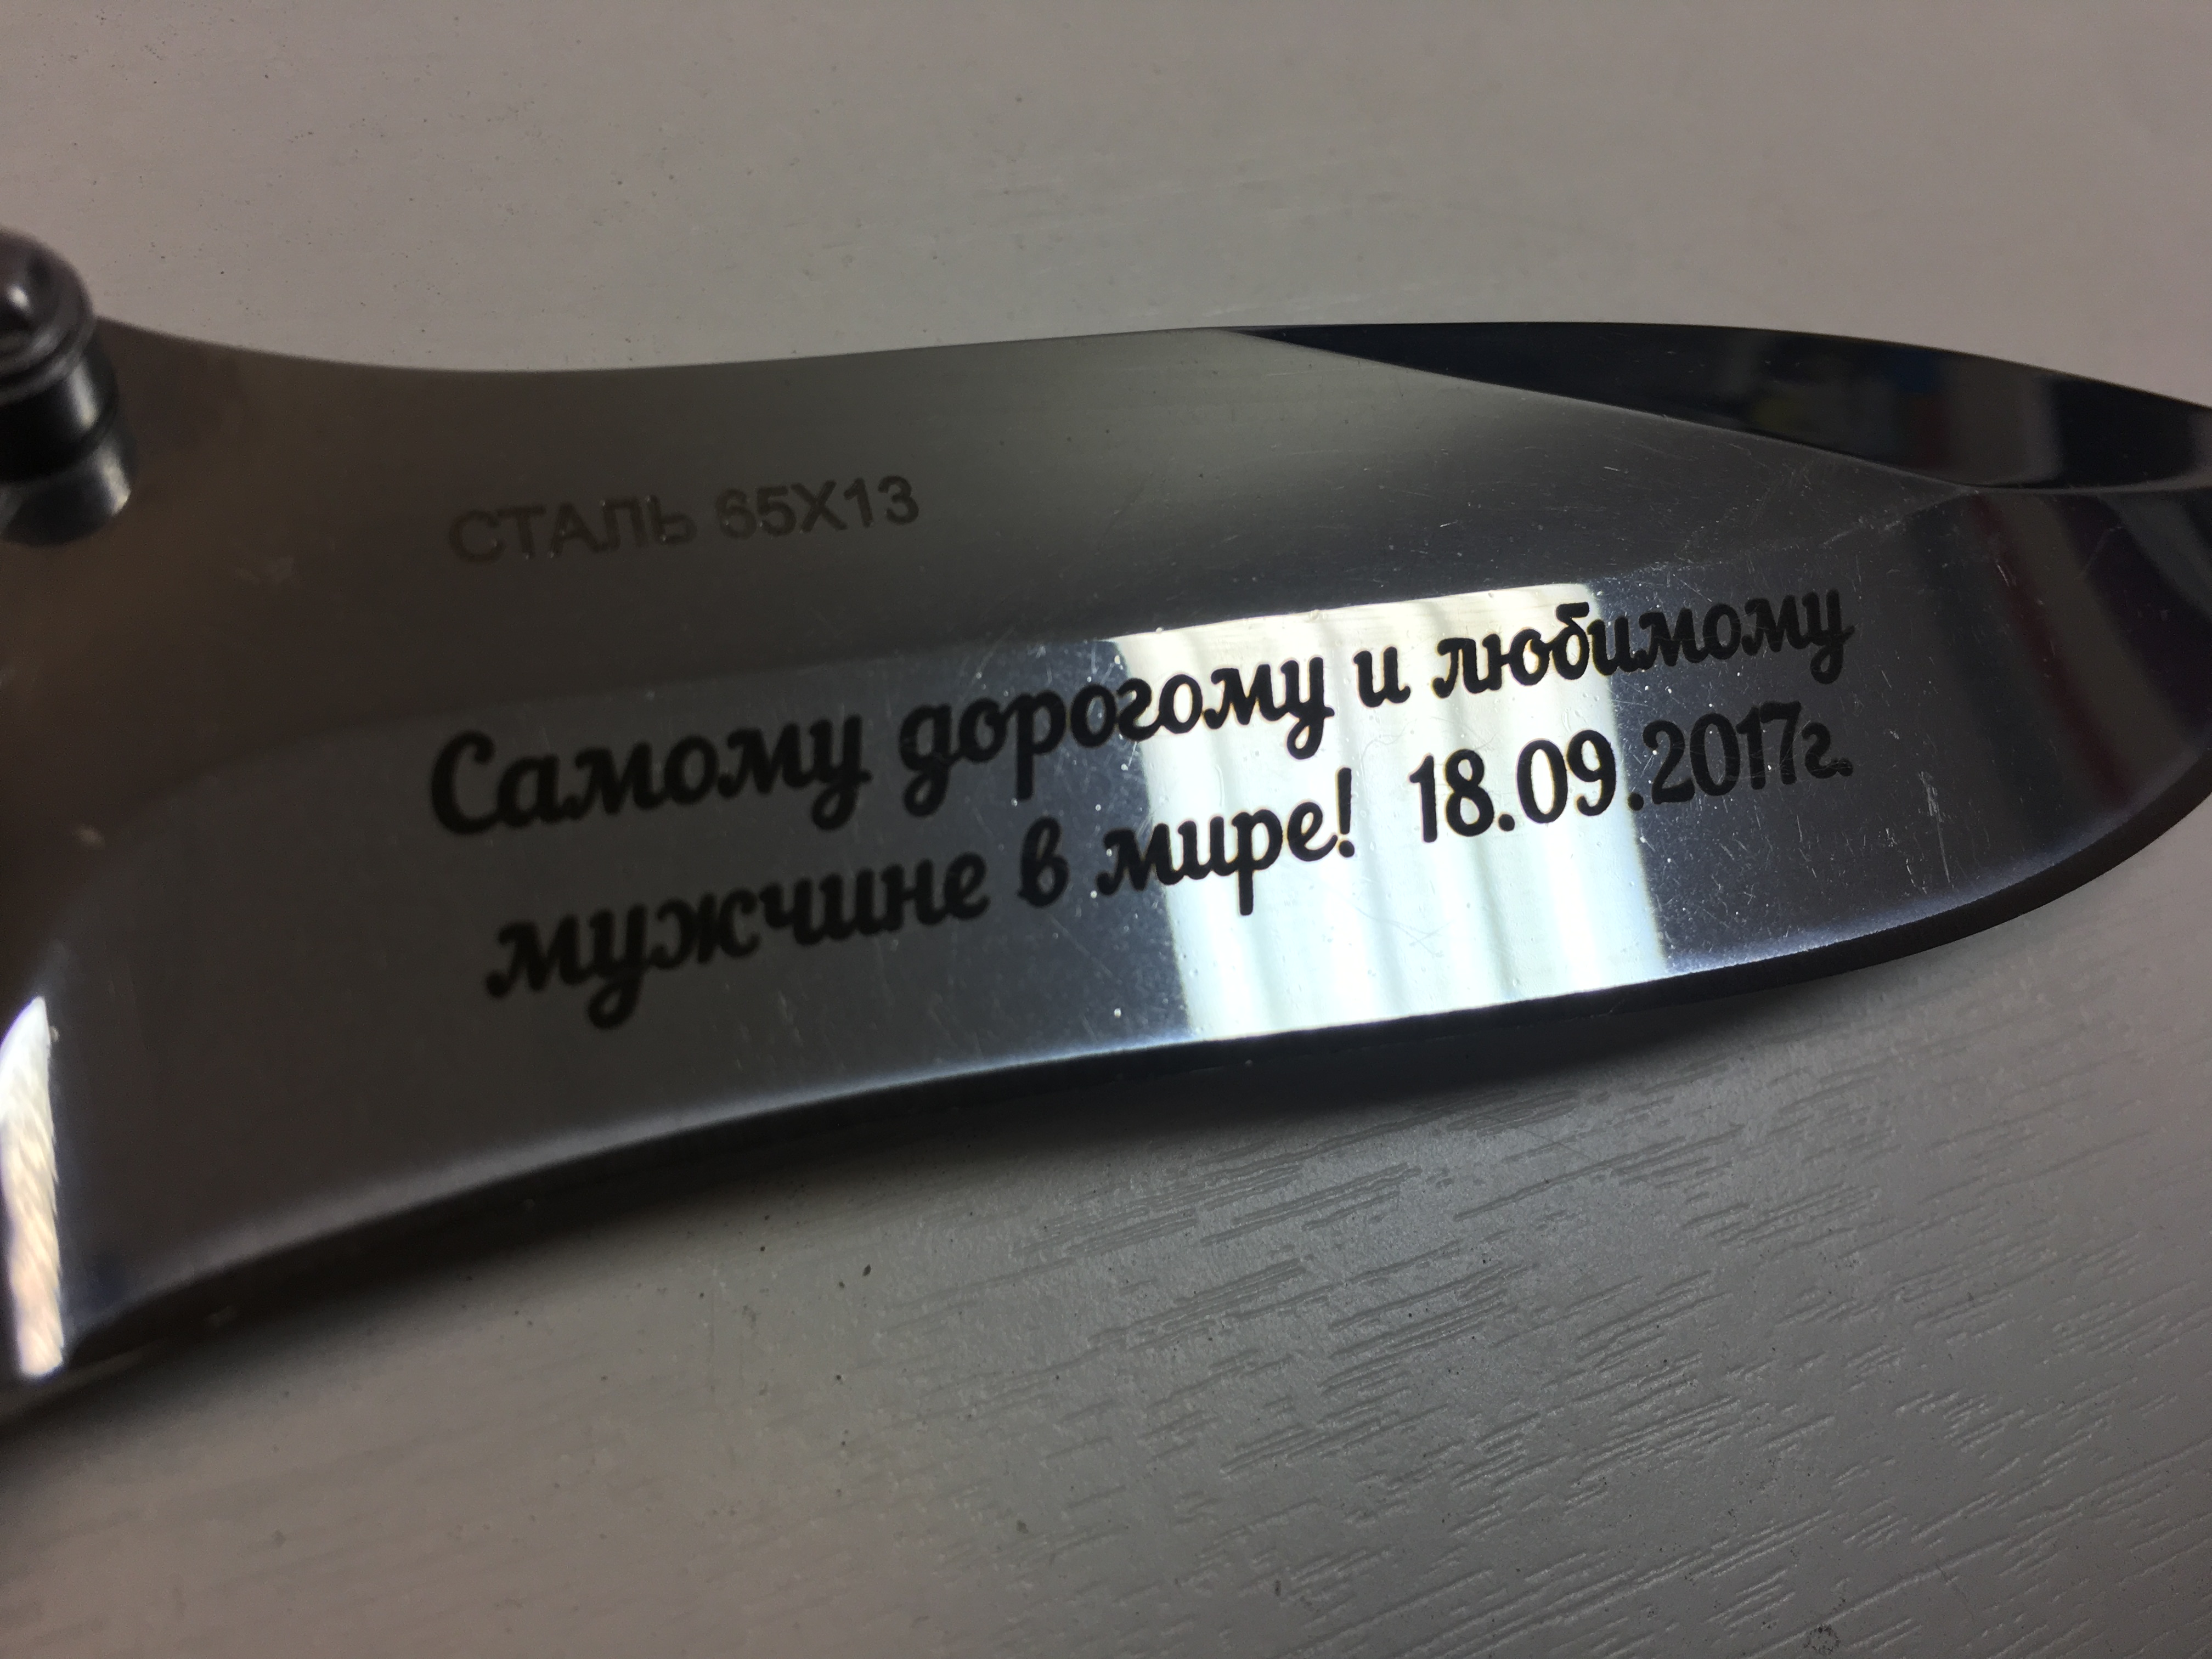 СТАЛЬ 65Х13
Самому дорогому и любимому
мужчине в мире! 18.09.2017г.